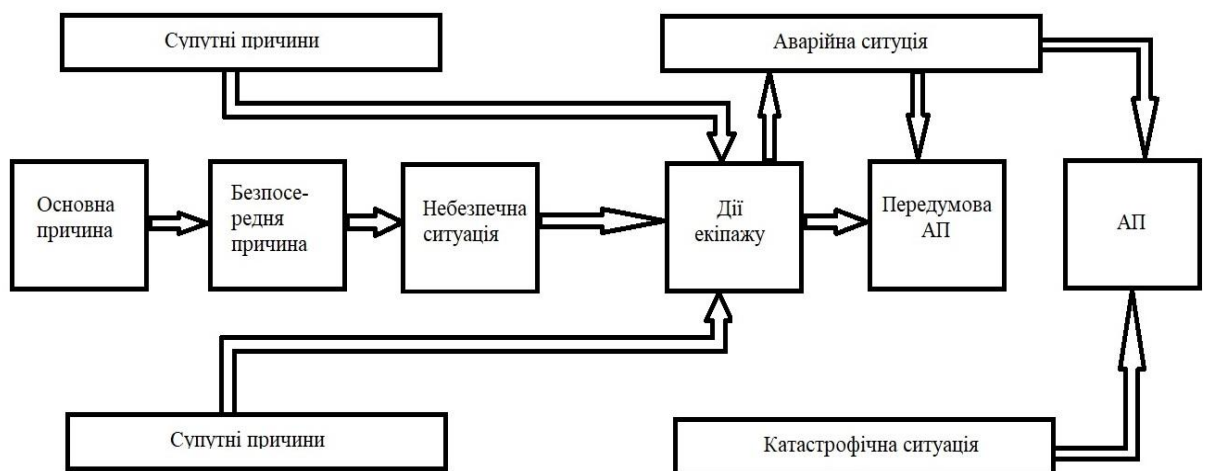 Супутні причини
Аварійна ситуція
Основна
причина
Безпосе-
редня
причина
Небезпечна
ситуація
Дії
екіпажу
Передумова
АП
АП
Супутні причини
Катастрофічна ситуація